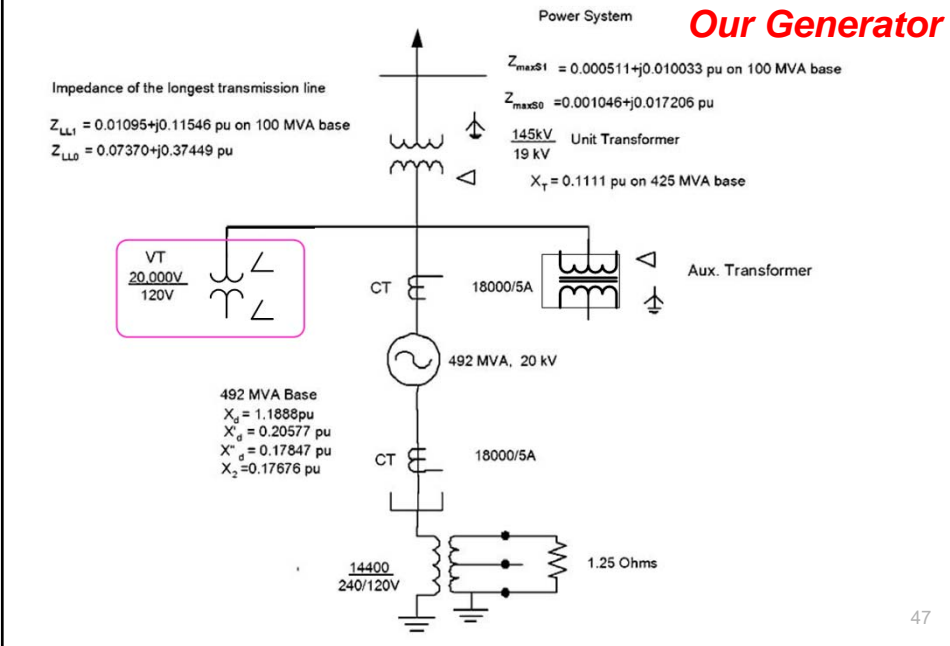 Power System
Our Generator
Z_maxS1 = 0.000511+j0.010033 pu on 100 MVA base
Z_maxS0 =0.001046+j0.017206 pu
Impedance of the longest transmission line
Z_LL1 = 0.01095+j0.11546 pu on 100 MVA base
Z_LL0 = 0.07370+j0.37449 pu
145kV
19 kV
Unit Transformer
X_T = 0.1111 pu on 425 MVA base
VT
20,000V
120V
CT
18000/5A
Aux. Transformer
492 MVA, 20 kV
492 MVA Base
X_d = 1.1888pu
X'_d = 0.20577 pu
X"_d = 0.17847 pu
X_2 =0.17676 pu
CT
18000/5A
14400
240/120V
1.25 Ohms
47